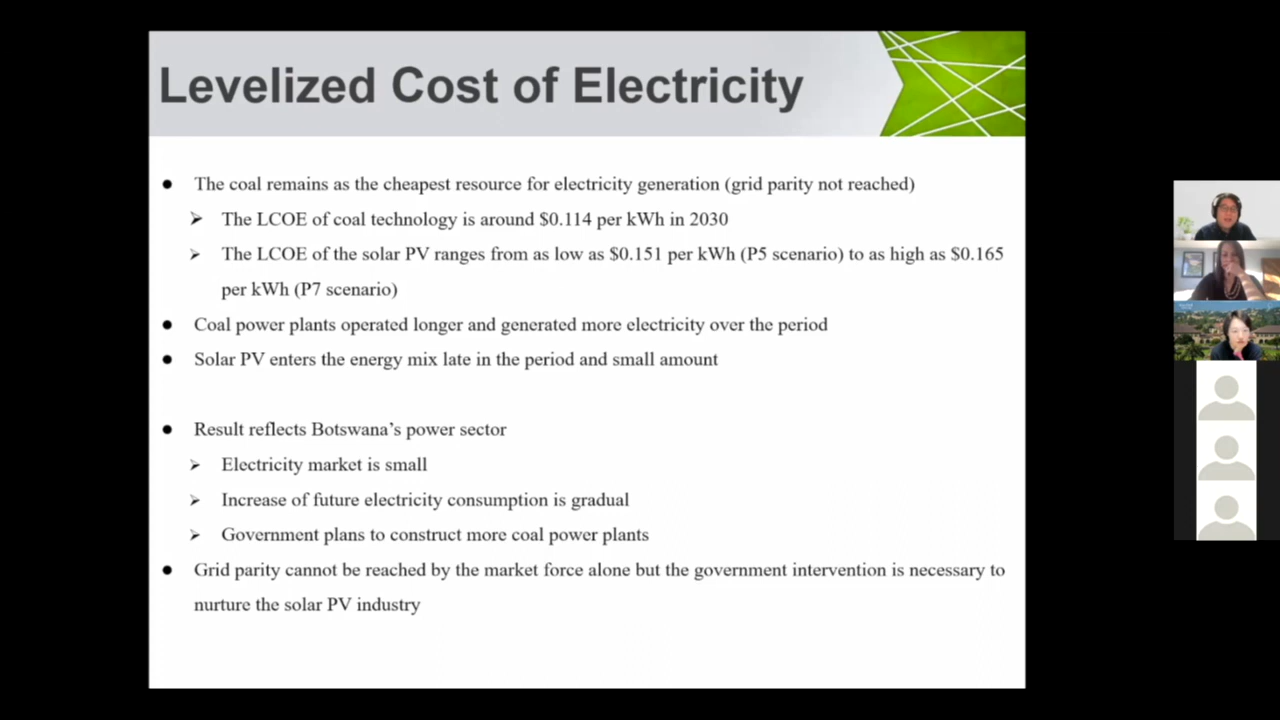 Levelized Cost of Electricity
● The coal remains as the cheapest resource for electricity generation (grid parity not reached)
➢ The LCOE of coal technology is around $0.114 per kWh in 2030
➢ The LCOE of the solar PV ranges from as low as $0.151 per kWh (P5 scenario) to as high as $0.165
per kWh (P7 scenario)
● Coal power plants operated longer and generated more electricity over the period
● Solar PV enters the energy mix late in the period and small amount
● Result reflects Botswana’s power sector
➢ Electricity market is small
➢ Increase of future electricity consumption is gradual
➢ Government plans to construct more coal power plants
● Grid parity cannot be reached by the market force alone but the government intervention is necessary to
nurture the solar PV industry